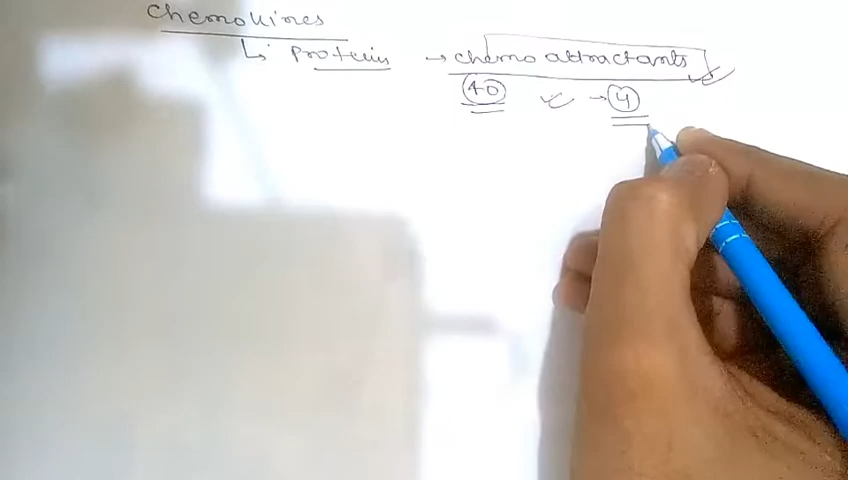 chemokines
↳ Protein → chemo attractants
40 → 4